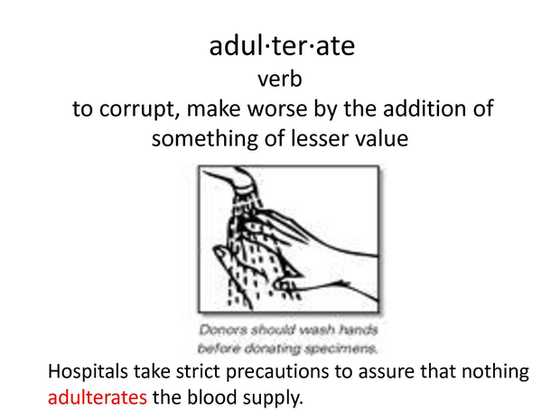 adul·ter·ate
verb
to corrupt, make worse by the addition of
something of lesser value
Donors should wash hands
before donating specimens.
Hospitals take strict precautions to assure that nothing
adulterates the blood supply.